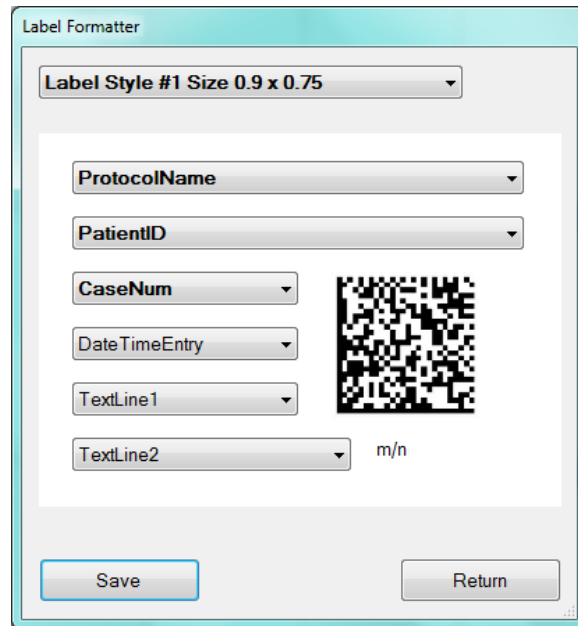 Label Formatter
Label Style #1 Size 0.9 x 0.75
ProtocolName
PatientID
CaseNum
DateTimeEntry
TextLine1
TextLine2
m/n
Save
Return